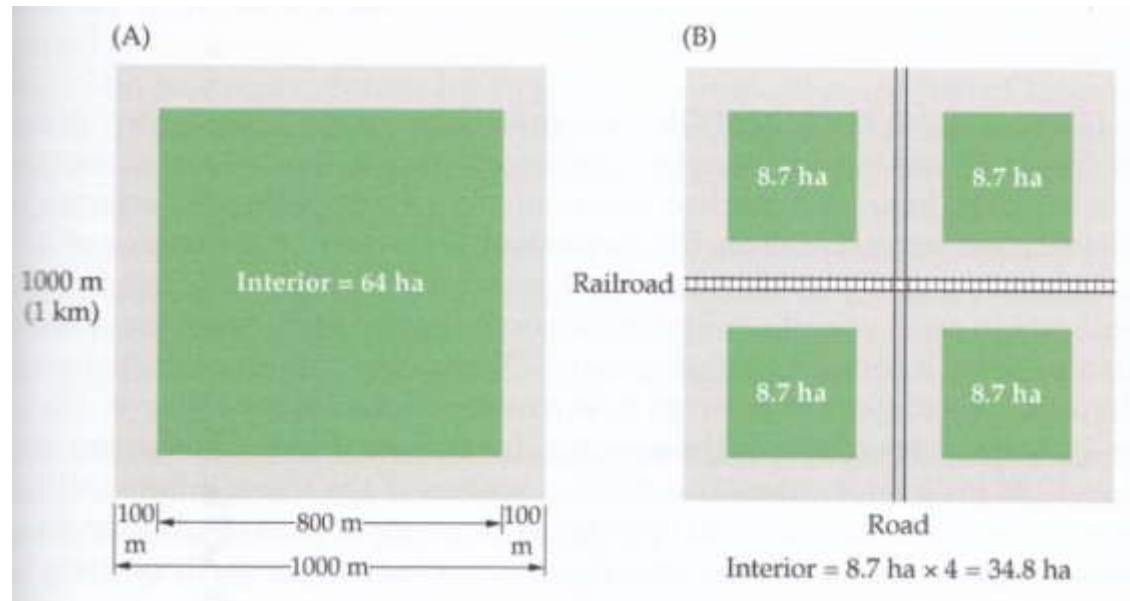 (A)
1000 m
(1 km)
Interior = 64 ha
100
m
800 m
100
m
1000 m
(B)
8.7 ha
8.7 ha
Railroad
8.7 ha
8.7 ha
Road
Interior = 8.7 ha × 4 = 34.8 ha